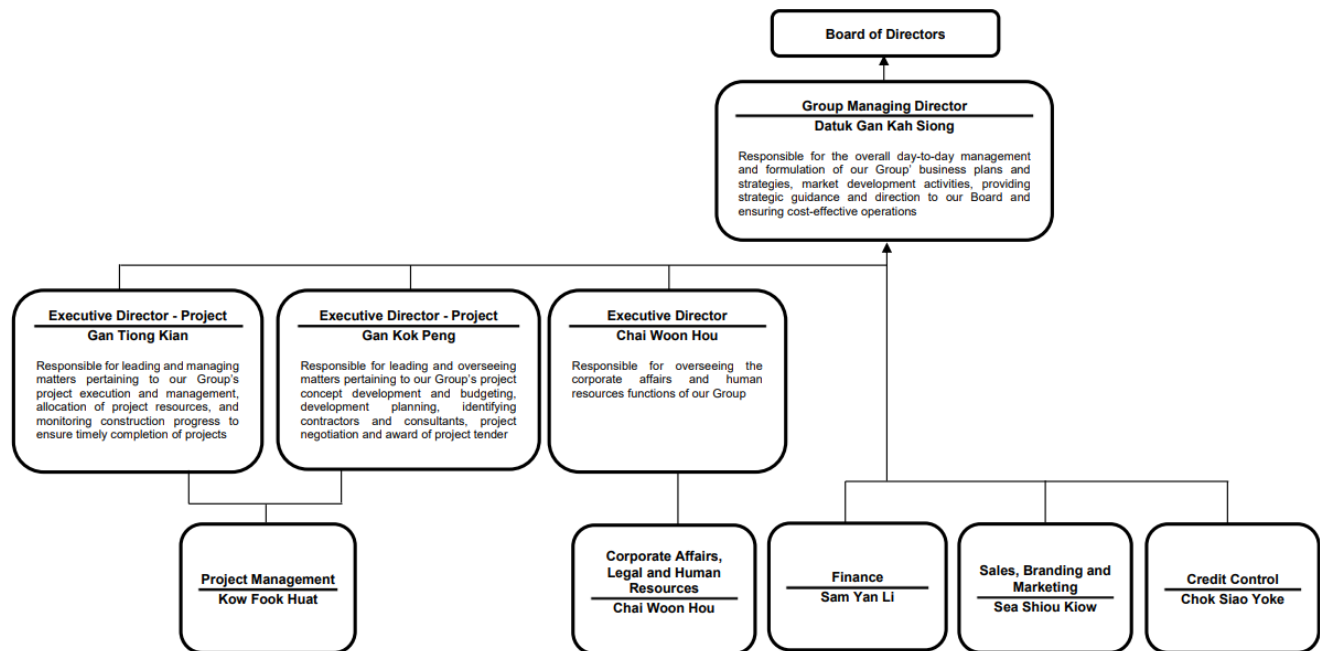 Board of Directors
Group Managing Director
Datuk Gan Kah Siong
Responsible for the overall day-to-day management
and formulation of our Group' business plans and
strategies, market development activities, providing
strategic guidance and direction to our Board and
ensuring cost-effective operations
Executive Director - Project
Gan Tiong Kian
Responsible for leading and managing
matters pertaining to our Group's
project execution and management,
allocation of project resources, and
monitoring construction progress to
ensure timely completion of projects
Executive Director - Project
Gan Kok Peng
Responsible for leading and overseeing
matters pertaining to our Group's project
concept development and budgeting,
development planning, identifying
contractors and consultants, project
negotiation and award of project tender
Executive Director
Chai Woon Hou
Responsible for overseeing the
corporate affairs and human
resources functions of our Group
Project Management
Kow Fook Huat
Corporate Affairs,
Legal and Human
Resources
Chai Woon Hou
Finance
Sam Yan Li
Sales, Branding and
Marketing
Sea Shiou Kiow
Credit Control
Chok Siao Yoke